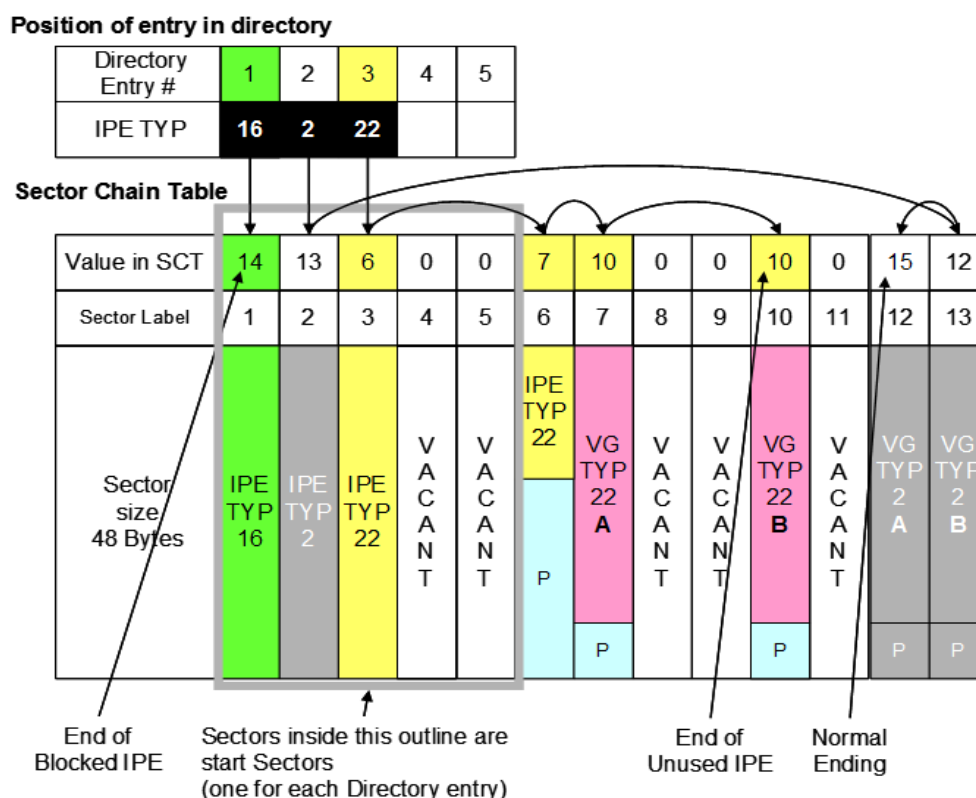 Position of entry in directory
Directory
Entry #
1 2 3 4 5
IPE TYP 16 2 22
Sector Chain Table
Value in SCT 14 13 6 0 0 7 10 0 0 10 0 15 12
Sector Label 1 2 3 4 5 6 7 8 9 10 11 12 13
Sector
size
48 Bytes
IPE
TYP
16
IPE
TYP
2
IPE
TYP
22
V
A
C
A
N
T
V
A
C
A
N
T
IPE
TYP
22
P
VG
TYP
22
A
P
V
A
C
A
N
T
V
A
C
A
N
T
VG
TYP
22
B
P
V
A
C
A
N
T
VG
TYP
2
A
P
VG
TYP
2
B
P
End of
Blocked IPE
Sectors inside this outline are
start Sectors
(one for each Directory entry)
End of
Unused IPE
Normal
Ending